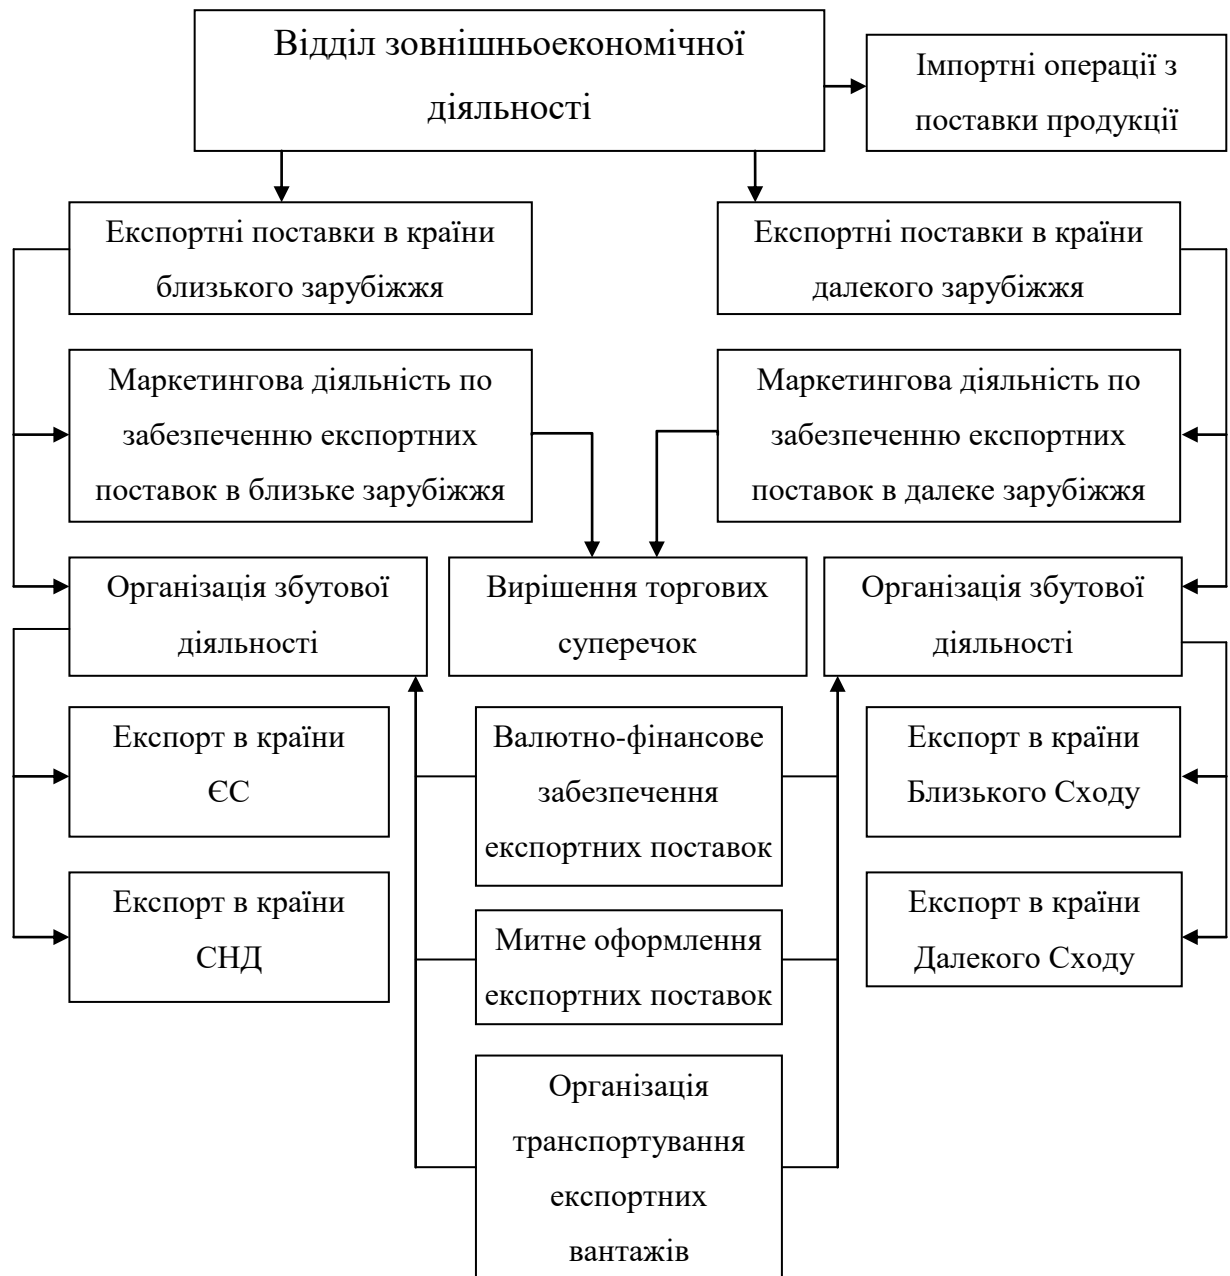 Відділ зовнішньоекономічної
діяльності
Імпортні операції з
поставки продукції
Експортні поставки в країни
близького зарубіжжя
Експортні поставки в країни
далекого зарубіжжя
Маркетингова діяльність по
забезпеченню експортних
поставок в близьке зарубіжжя
Маркетингова діяльність по
забезпеченню експортних
поставок в далеке зарубіжжя
Організація збутової
діяльності
Вирішення торгових
суперечок
Організація збутової
діяльності
Експорт в країни
ЄС
Валютно-фінансове
забезпечення
експортних поставок
Експорт в країни
Близького Сходу
Експорт в країни
СНД
Митне оформлення
експортних поставок
Експорт в країни
Далекого Сходу
Організація
транспортування
експортних
вантажів